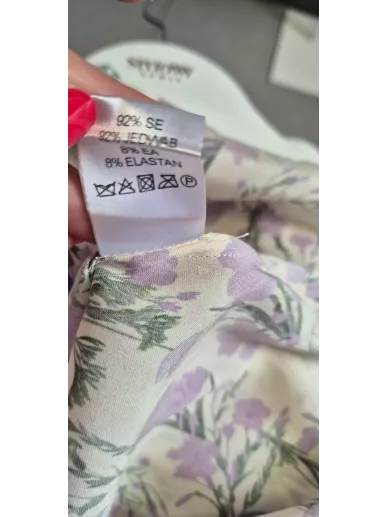 92% SE
92% JEDWAB
8% EA
8% ELASTAN
P